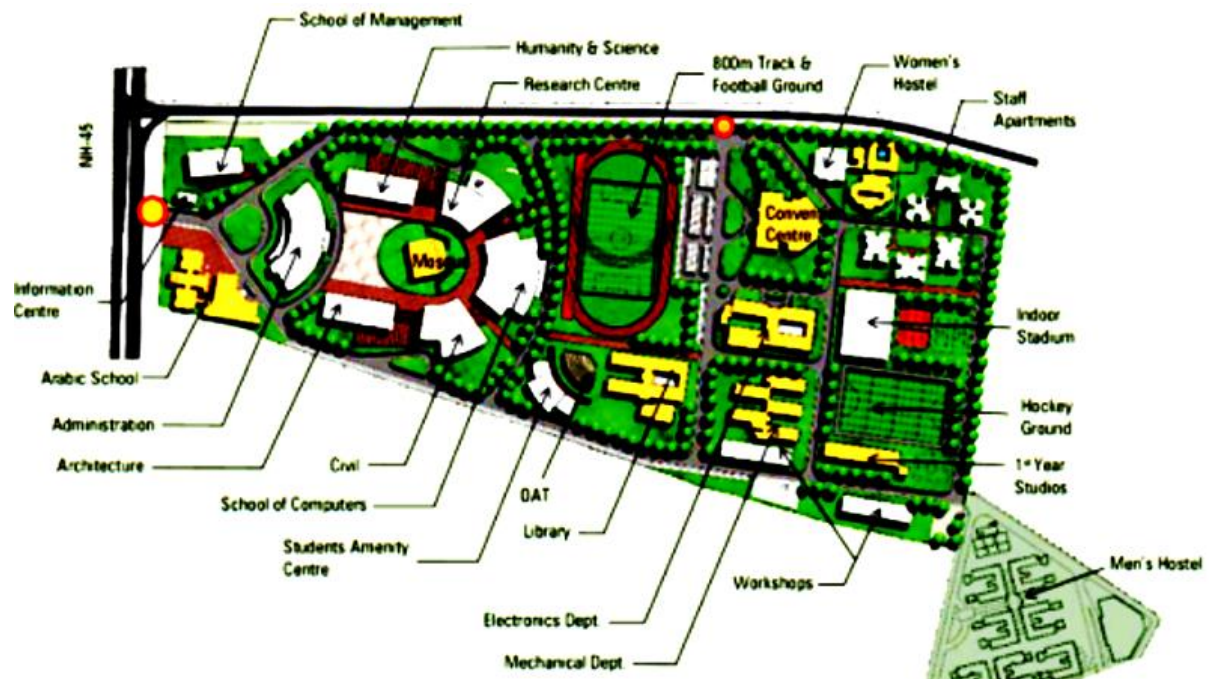 School of Management
Humanity & Science
Research Centre
800m Track &
Football Ground
Women's
Hostel
Staff
Apartments
NH-45
Conven
Centre
Mos
Information
Centre
Indoor
Stadium
Arabic School
Hockey
Ground
Administration
Architecture
Civil
1st Year
Studios
School of Computers
OAT
Library
Students Amenity
Centre
Workshops
Men's Hostel
Electronics Dept
Mechanical Dept.